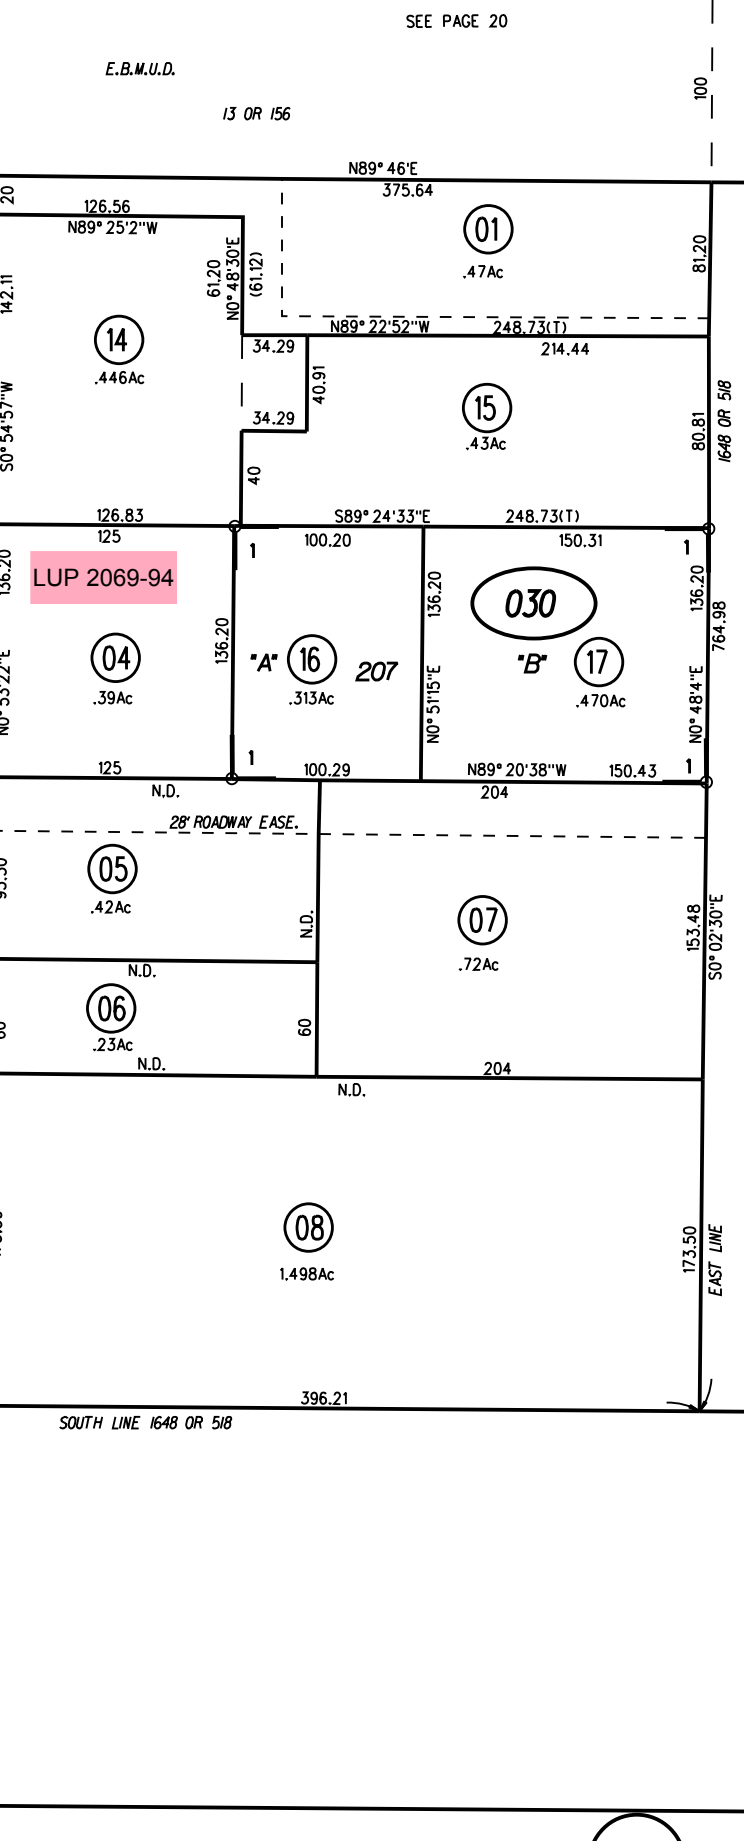 SEE PAGE 20
E.B.M.U.D.
100
13 OR 156
N89° 46'E
375.64
20
126.56
N89° 25'2"W
01
.47Ac
81.20
61.20
N0° 48'30"E
(61.12)
142.11
14
.446Ac
N89° 22'52"W
248.73(T)
34.29
214.44
40.91
15
.43Ac
34.29
80.81
1648 OR 518
S0° 54'57"W
40
126.83
S89° 24'33"E
248.73(T)
125
100.20
150.31
1
1
136.20
LUP 2069-94
136.20
030
136.20
764.98
04
.39Ac
136.20
"A"
16
.313Ac
207
"B"
17
.470Ac
N0° 53'22"E
N0° 51'15"E
N0° 48'4"E
1
1
125
100.29
N89° 20'38"W
150.43
N.D.
204
28' ROADWAY EASE.
05
.42Ac
N.D.
07
.72Ac
153.48
S0° 02'30"E
N.D.
06
.23Ac
60
60
N.D.
204
N.D.
08
1.498Ac
173.50
EAST LINE
396.21
SOUTH LINE 1648 OR 518